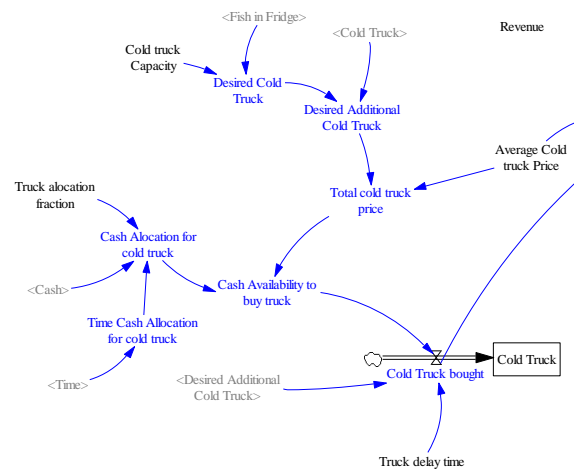 <Fish in Fridge>
Revenue
<Cold Truck>
Cold truck
Capacity
Desired Cold
Truck
Desired Additional
Cold Truck
Average Cold
truck Price
Truck alocation
fraction
Total cold truck
price
Cash Alocation for
cold truck
<Cash>
Cash Availability to
buy truck
Time Cash Allocation
for cold truck
<Time>
Cold Truck
<Desired Additional
Cold Truck>
Cold Truck bought
Truck delay time